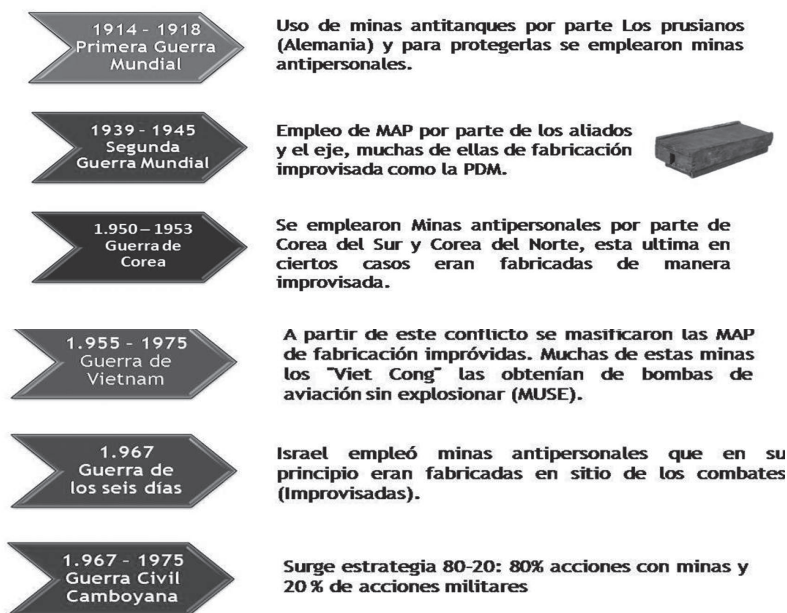 1914 - 1918
Primera Guerra
Mundial
Uso de minas antitanques por parte Los prusianos
(Alemania) y para protegerlas se emplearon minas
antipersonales.
1939 - 1945
Segunda
Guerra Mundial
Empleo de MAP por parte de los aliados
y el eje, muchas de ellas de fabricación
improvisada como la PDM.
1.950 – 1953
Guerra de
Corea
Se emplearon Minas antipersonales por parte de
Corea del Sur y Corea del Norte, esta ultima en
ciertos casos eran fabricadas de manera
improvisada.
1.955 - 1975
Guerra de
Vietnam
A partir de este conflicto se masificaron las MAP
de fabricación impróvidas. Muchas de estas minas
los "Viet Cong" las obtenían de bombas de
aviación sin explosionar (MUSE).
1.967
Guerra de
los seis días
Israel empleó minas antipersonales que en su
principio eran fabricadas en sitio de los combates
(Improvisadas).
1.967 - 1975
Guerra Civil
Camboyana
Surge estrategia 80-20: 80% acciones con minas y
20 % de acciones militares